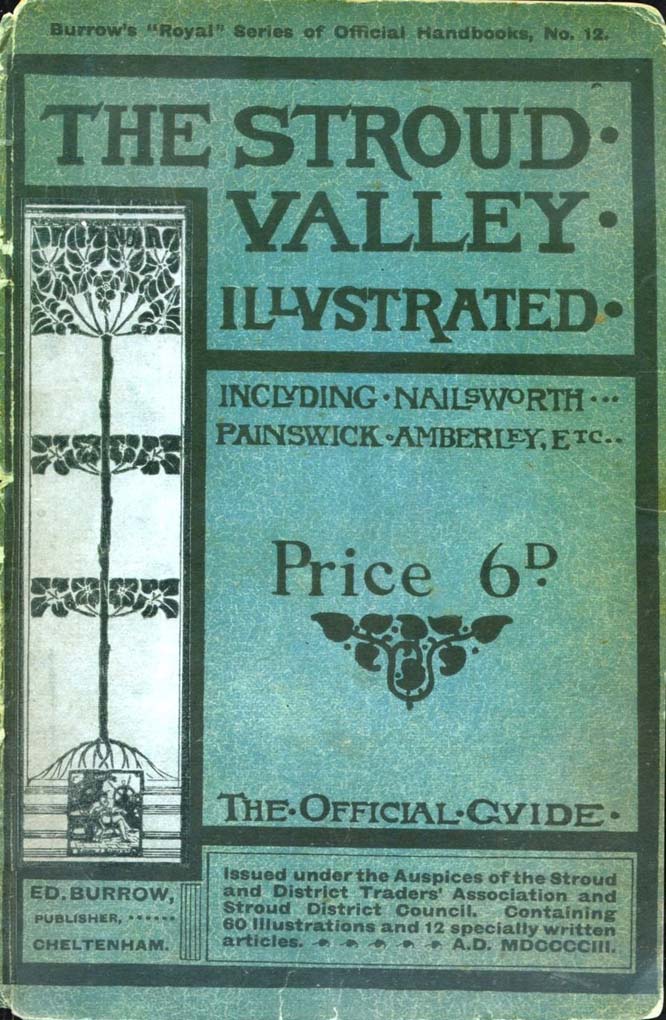 Burrow's "Royal" Series of Official Handbooks, No. 12.
THE STROUD·
VALLEY·
ILLVSTRATED·
INCLVDING·NAILSWORTH···
PAINSWICK·AMBERLEY, ETC··
Price 6D.
THE·OFFICIAL·GVIDE·
ED. BURROW,
PUBLISHER, ······
CHELTENHAM.
Issued under the Auspices of the Stroud
and District Traders' Association and
Stroud District Council. Containing
60 Illustrations and 12 specially written
articles. A.D. MDCCCCIII.